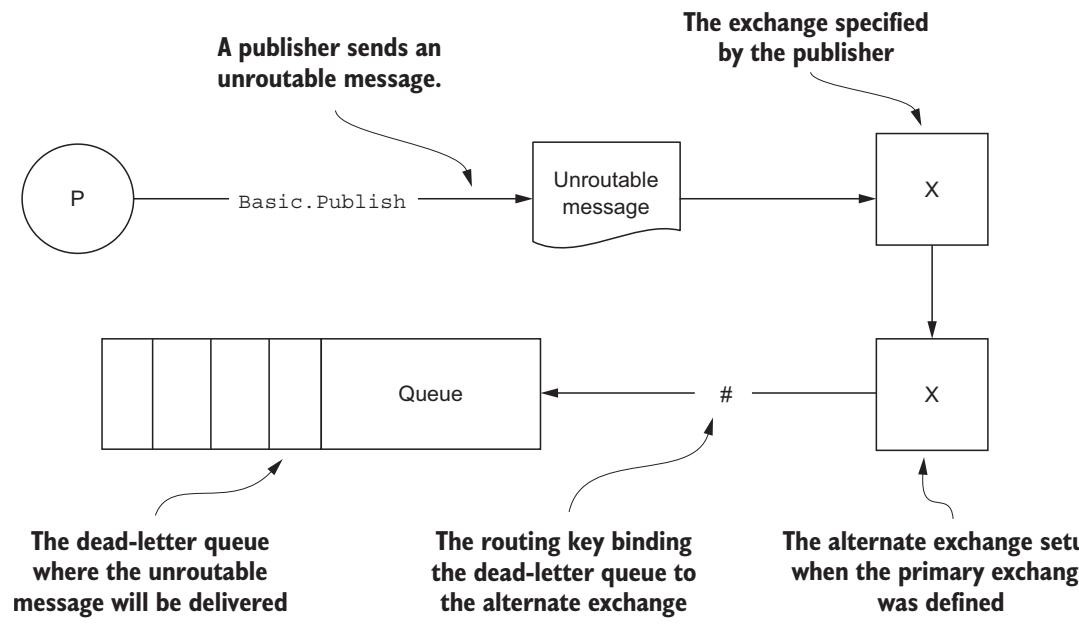 A publisher sends an
unroutable message.
The exchange specified
by the publisher
P
Basic.Publish
Unroutable
message
X
Queue
#
X
The dead-letter queue
where the unroutable
message will be delivered
The routing key binding
the dead-letter queue to
the alternate exchange
The alternate exchange setu
when the primary exchang
was defined